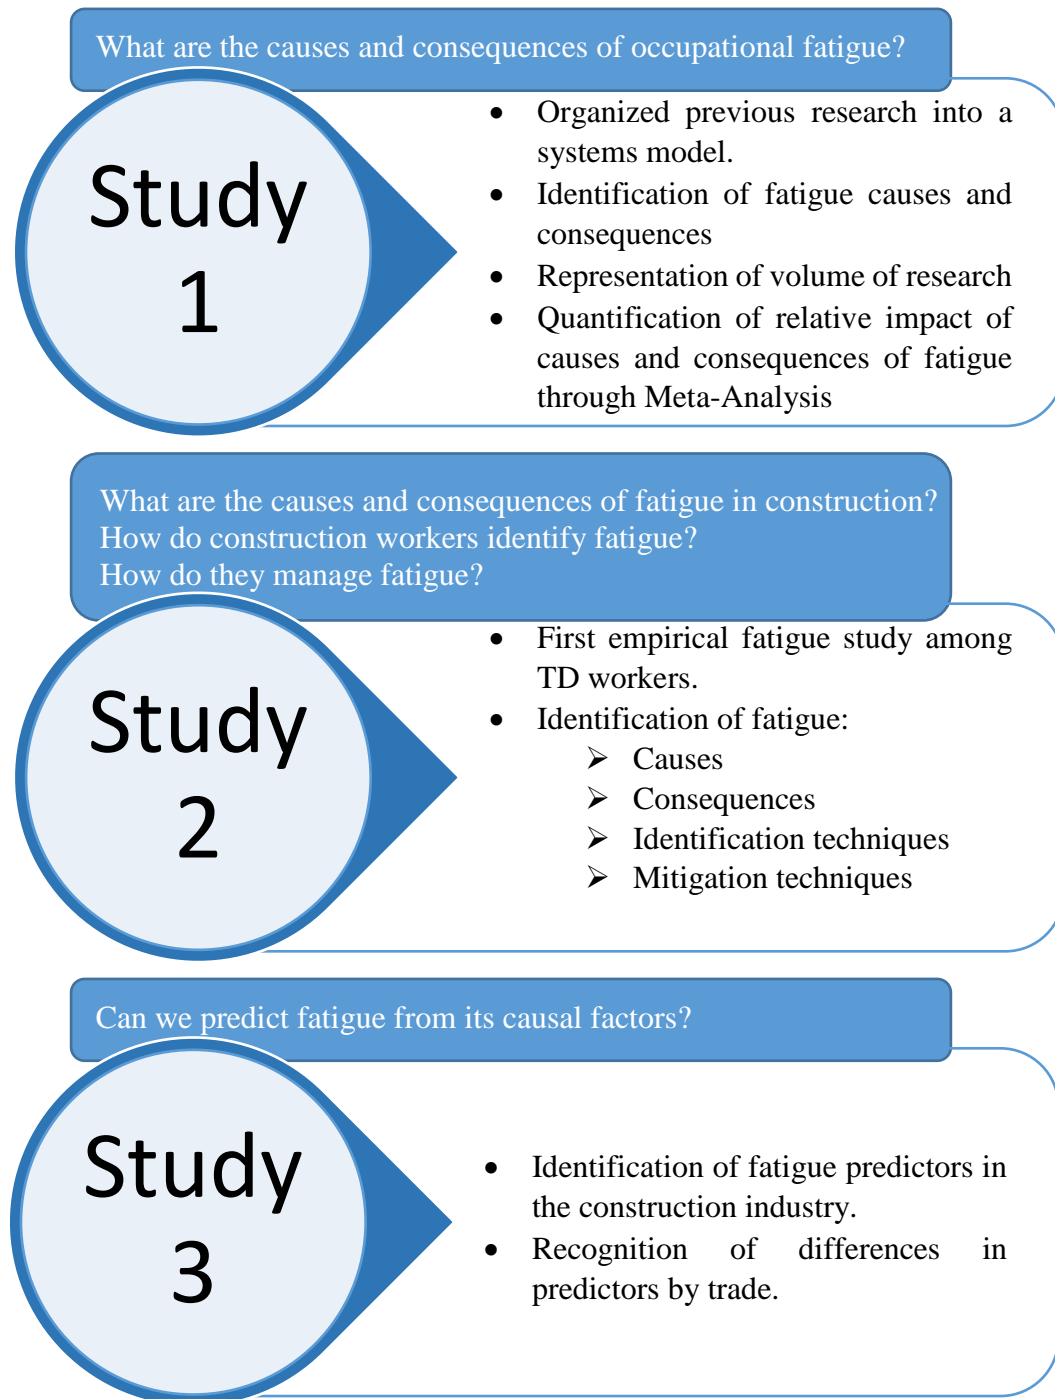 What are the causes and consequences of occupational fatigue?
Study
1
• Organized previous research into a
systems model.
• Identification of fatigue causes and
consequences
• Representation of volume of research
• Quantification of relative impact of
causes and consequences of fatigue
through Meta-Analysis
What are the causes and consequences of fatigue in construction?
How do construction workers identify fatigue?
How do they manage fatigue?
Study
2
• First empirical fatigue study among
TD workers.
• Identification of fatigue:
➢ Causes
➢ Consequences
➢ Identification techniques
➢ Mitigation techniques
Can we predict fatigue from its causal factors?
Study
3
• Identification of fatigue predictors in
the construction industry.
• Recognition of differences in
predictors by trade.